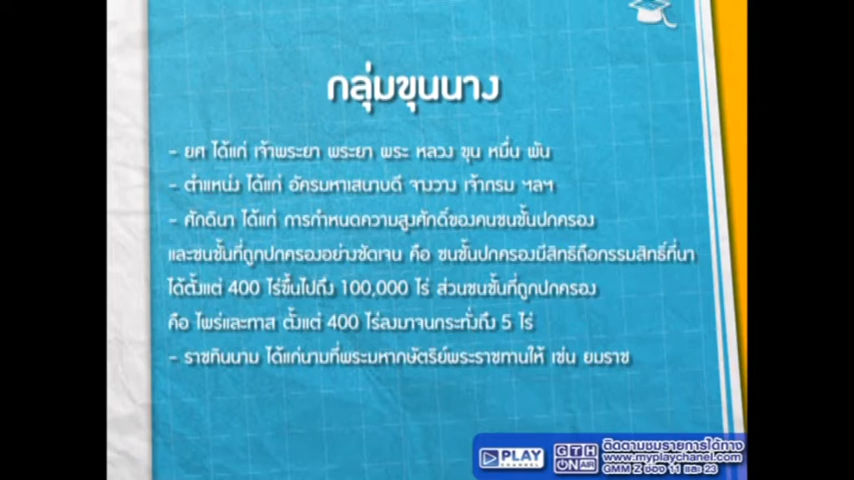 กลุ่มขุนนาง
- ยศ ได้แก่ เจ้าพระยา พระยา พระ หลวง ขุน หมื่น พัน
- ตำแหน่ง ได้แก่ อัครมหาเสนาบดี จางวาง เจ้ากรม ฯลฯ
- ศักดินา ได้แก่ การกำหนดความสูงศักดิ์ของคนชนชั้นปกครอง
และชนชั้นที่ถูกปกครองอย่างชัดเจน คือ ชนชั้นปกครองมีสิทธิถือกรรมสิทธิ์ที่นา
ได้ตั้งแต่ 400 ไร่ขึ้นไปถึง 100,000 ไร่ ส่วนชนชั้นที่ถูกปกครอง
คือ ไพร่และทาส ตั้งแต่ 400 ไร่ลงมาจนกระทั่งถึง 5 ไร่
- ราชทินนาม ได้แก่นามที่พระมหากษัตริย์พระราชทานให้ เช่น ยมราช
PLAY CHANNEL
GTH ON AIR
ติดตามชมรายการได้ทาง
www.myplaychanel.com
GMM Z ช่อง 11 และ 23